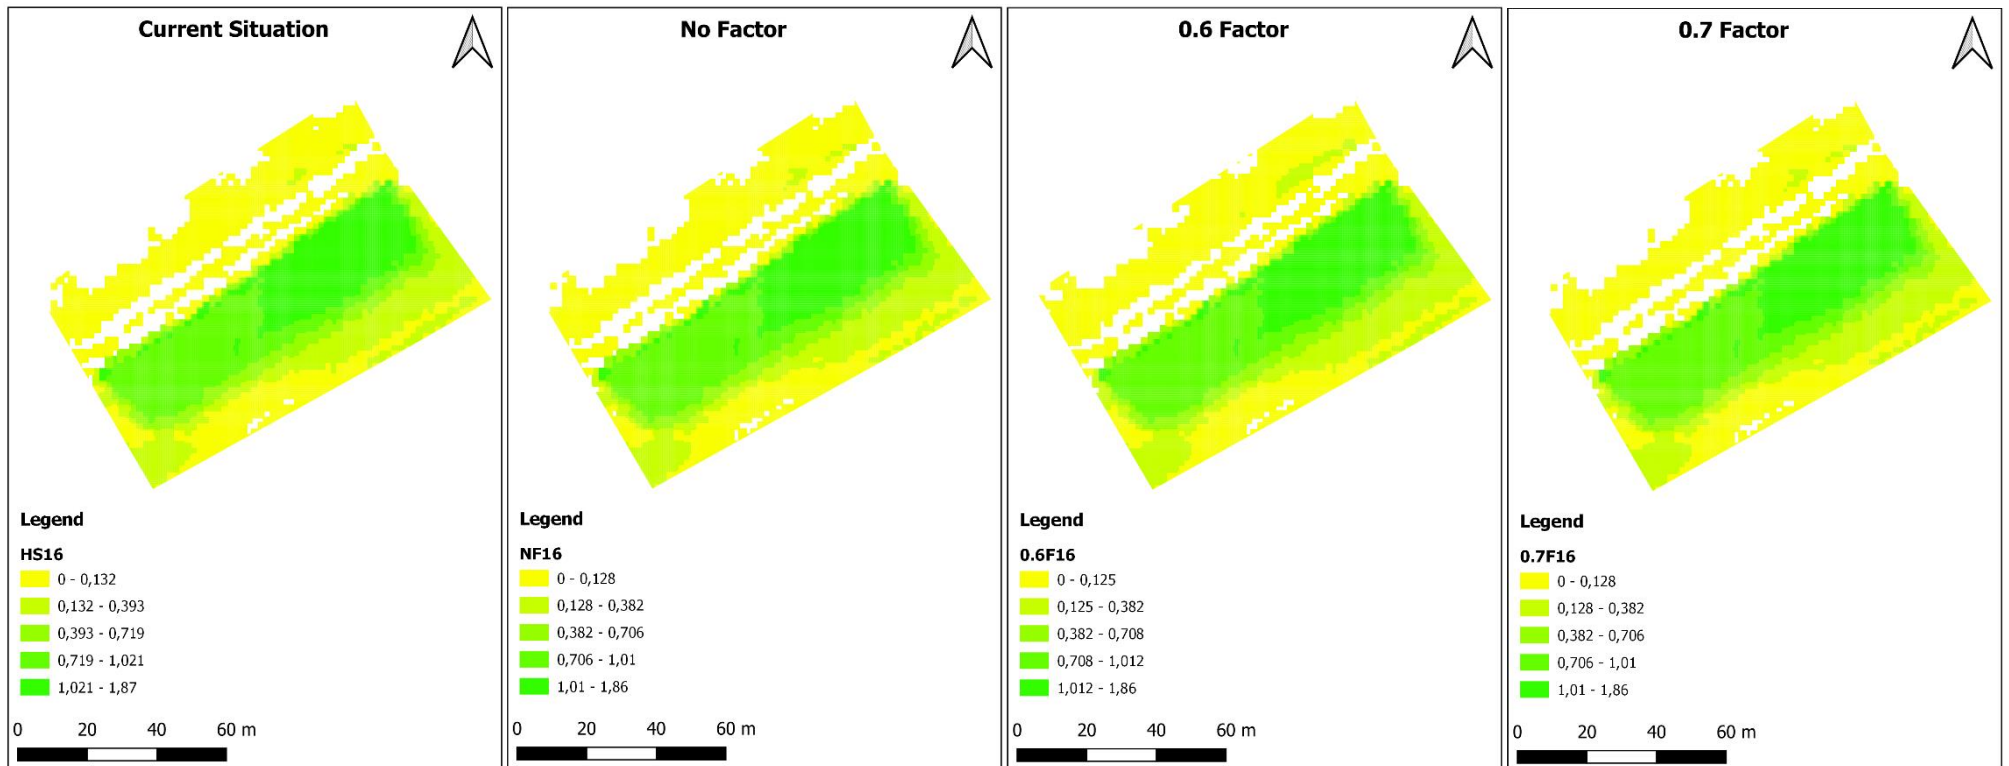 Current Situation
Legend
HS16
0 - 0,132
0,132 - 0,393
0,393 - 0,719
0,719 - 1,021
1,021 - 1,87
0 20 40 60 m
No Factor
Legend
NF16
0 - 0,128
0,128 - 0,382
0,382 - 0,706
0,706 - 1,01
1,01 - 1,86
0 20 40 60 m
0.6 Factor
Legend
0.6F16
0 - 0,125
0,125 - 0,382
0,382 - 0,708
0,708 - 1,012
1,012 - 1,86
0 20 40 60 m
0.7 Factor
Legend
0.7F16
0 - 0,128
0,128 - 0,382
0,382 - 0,706
0,706 - 1,01
1,01 - 1,86
0 20 40 60 m